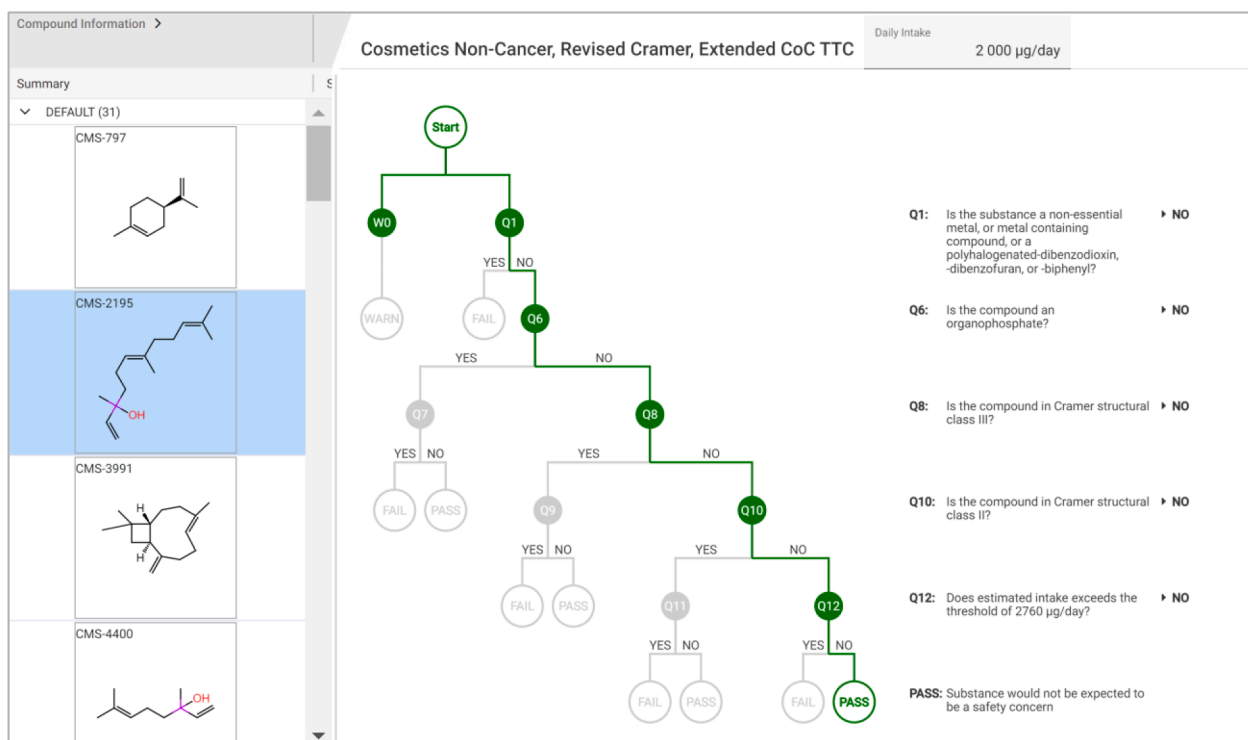 Compound Information
Cosmetics Non-Cancer, Revised Cramer, Extended CoC TTC
Daily Intake
2 000 µg/day
Summary
S
DEFAULT (31)
CMS-797
CMS-2195
OH
CMS-3991
H
H
CMS-4400
OH
Start
W0
Q1
YES NO
WARN
FAIL
Q6
YES
NO
Q7
Q8
YES NO
YES
NO
FAIL
PASS
Q9
Q10
YES NO
YES
NO
FAIL
PASS
Q11
Q12
YES NO
YES NO
FAIL
PASS
FAIL
PASS
Q1: Is the substance a non-essential
metal, or metal containing
compound, or a
polyhalogenated-dibenzodioxin,
-dibenzofuran, or -biphenyl?
NO
Q6: Is the compound an
organophosphate?
NO
Q8: Is the compound in Cramer structural
class III?
NO
Q10: Is the compound in Cramer structural
class II?
NO
Q12: Does estimated intake exceeds the
threshold of 2760 µg/day?
NO
PASS: Substance would not be expected to
be a safety concern